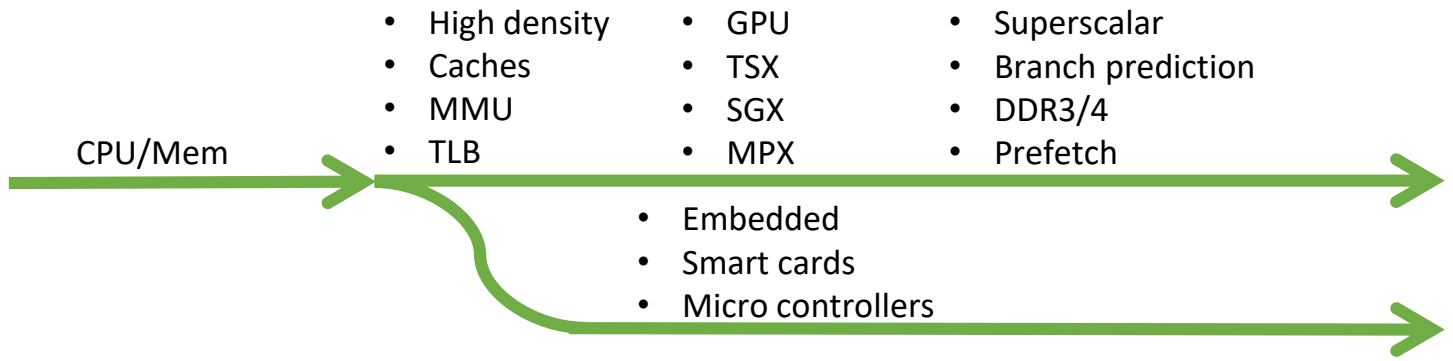 CPU/Mem
• High density
• Caches
• MMU
• TLB
• GPU
• TSX
• SGX
• MPX
• Superscalar
• Branch prediction
• DDR3/4
• Prefetch
• Embedded
• Smart cards
• Micro controllers